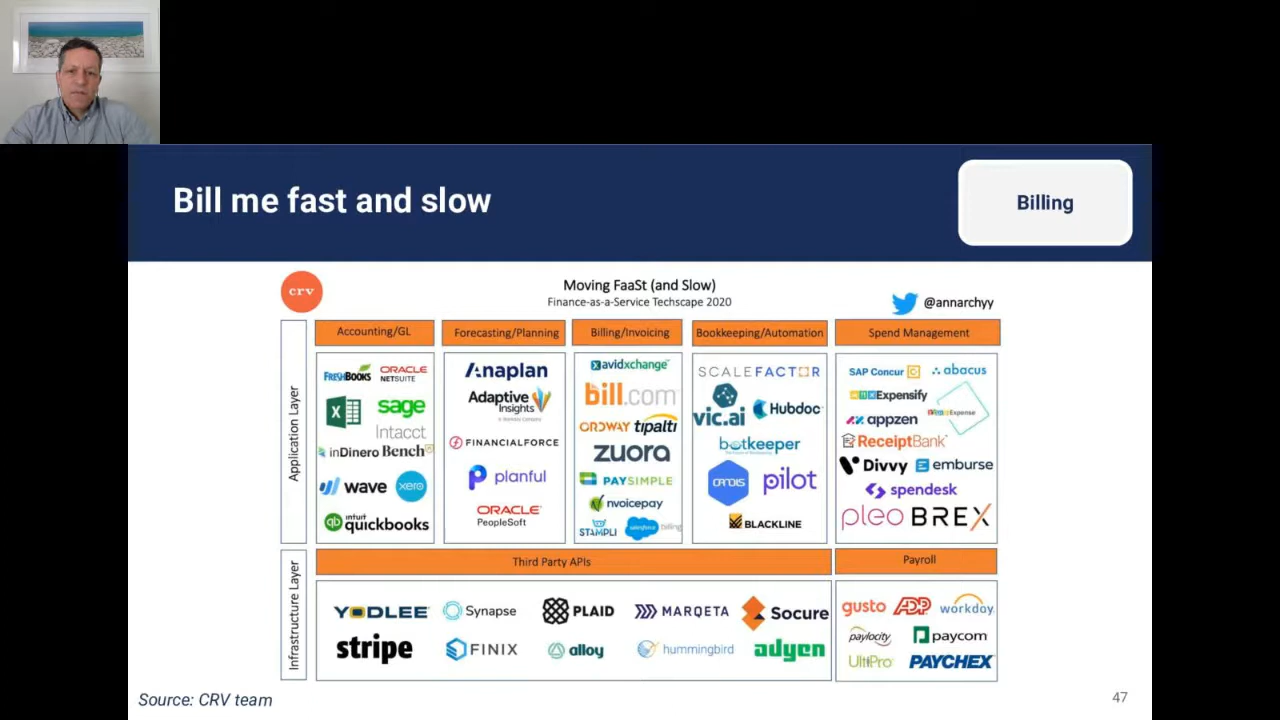 Bill me fast and slow
Billing
crv
Moving FaaSt (and Slow)
Finance-as-a-Service Techscape 2020
@annarchyy
Application Layer
Accounting/GL
FRESHBOOKS
ORACLE
NETSUITE
sage
Intacct
inDinero
Bench
wave
xero
intuit
quickbooks
Forecasting/Planning
Anaplan
Adaptive
Insights
FINANCIALFORCE
planful
ORACLE
PeopleSoft
Billing/Invoicing
avidxchange
bill.com
ORDWAY
tipalti
zuora
PAYSIMPLE
nvoicepay
STAMPLI
salesforce
billing
Bookkeeping/Automation
SCALEFACTOR
vic.ai
Hubdoc
botkeeper
pilot
BLACKLINE
Spend Management
SAP Concur
abacus
Expensify
appzen
ReceiptBank
Divvy
emburse
spendesk
pleo
BREX
Infrastructure Layer
Third Party APIs
YODLEE
Synapse
PLAID
MARQETA
Socure
stripe
FINIX
alloy
hummingbird
adyen
Payroll
gusto
ADP
workday
paylocity
paycom
UltiPro
PAYCHEX
Source: CRV team
47